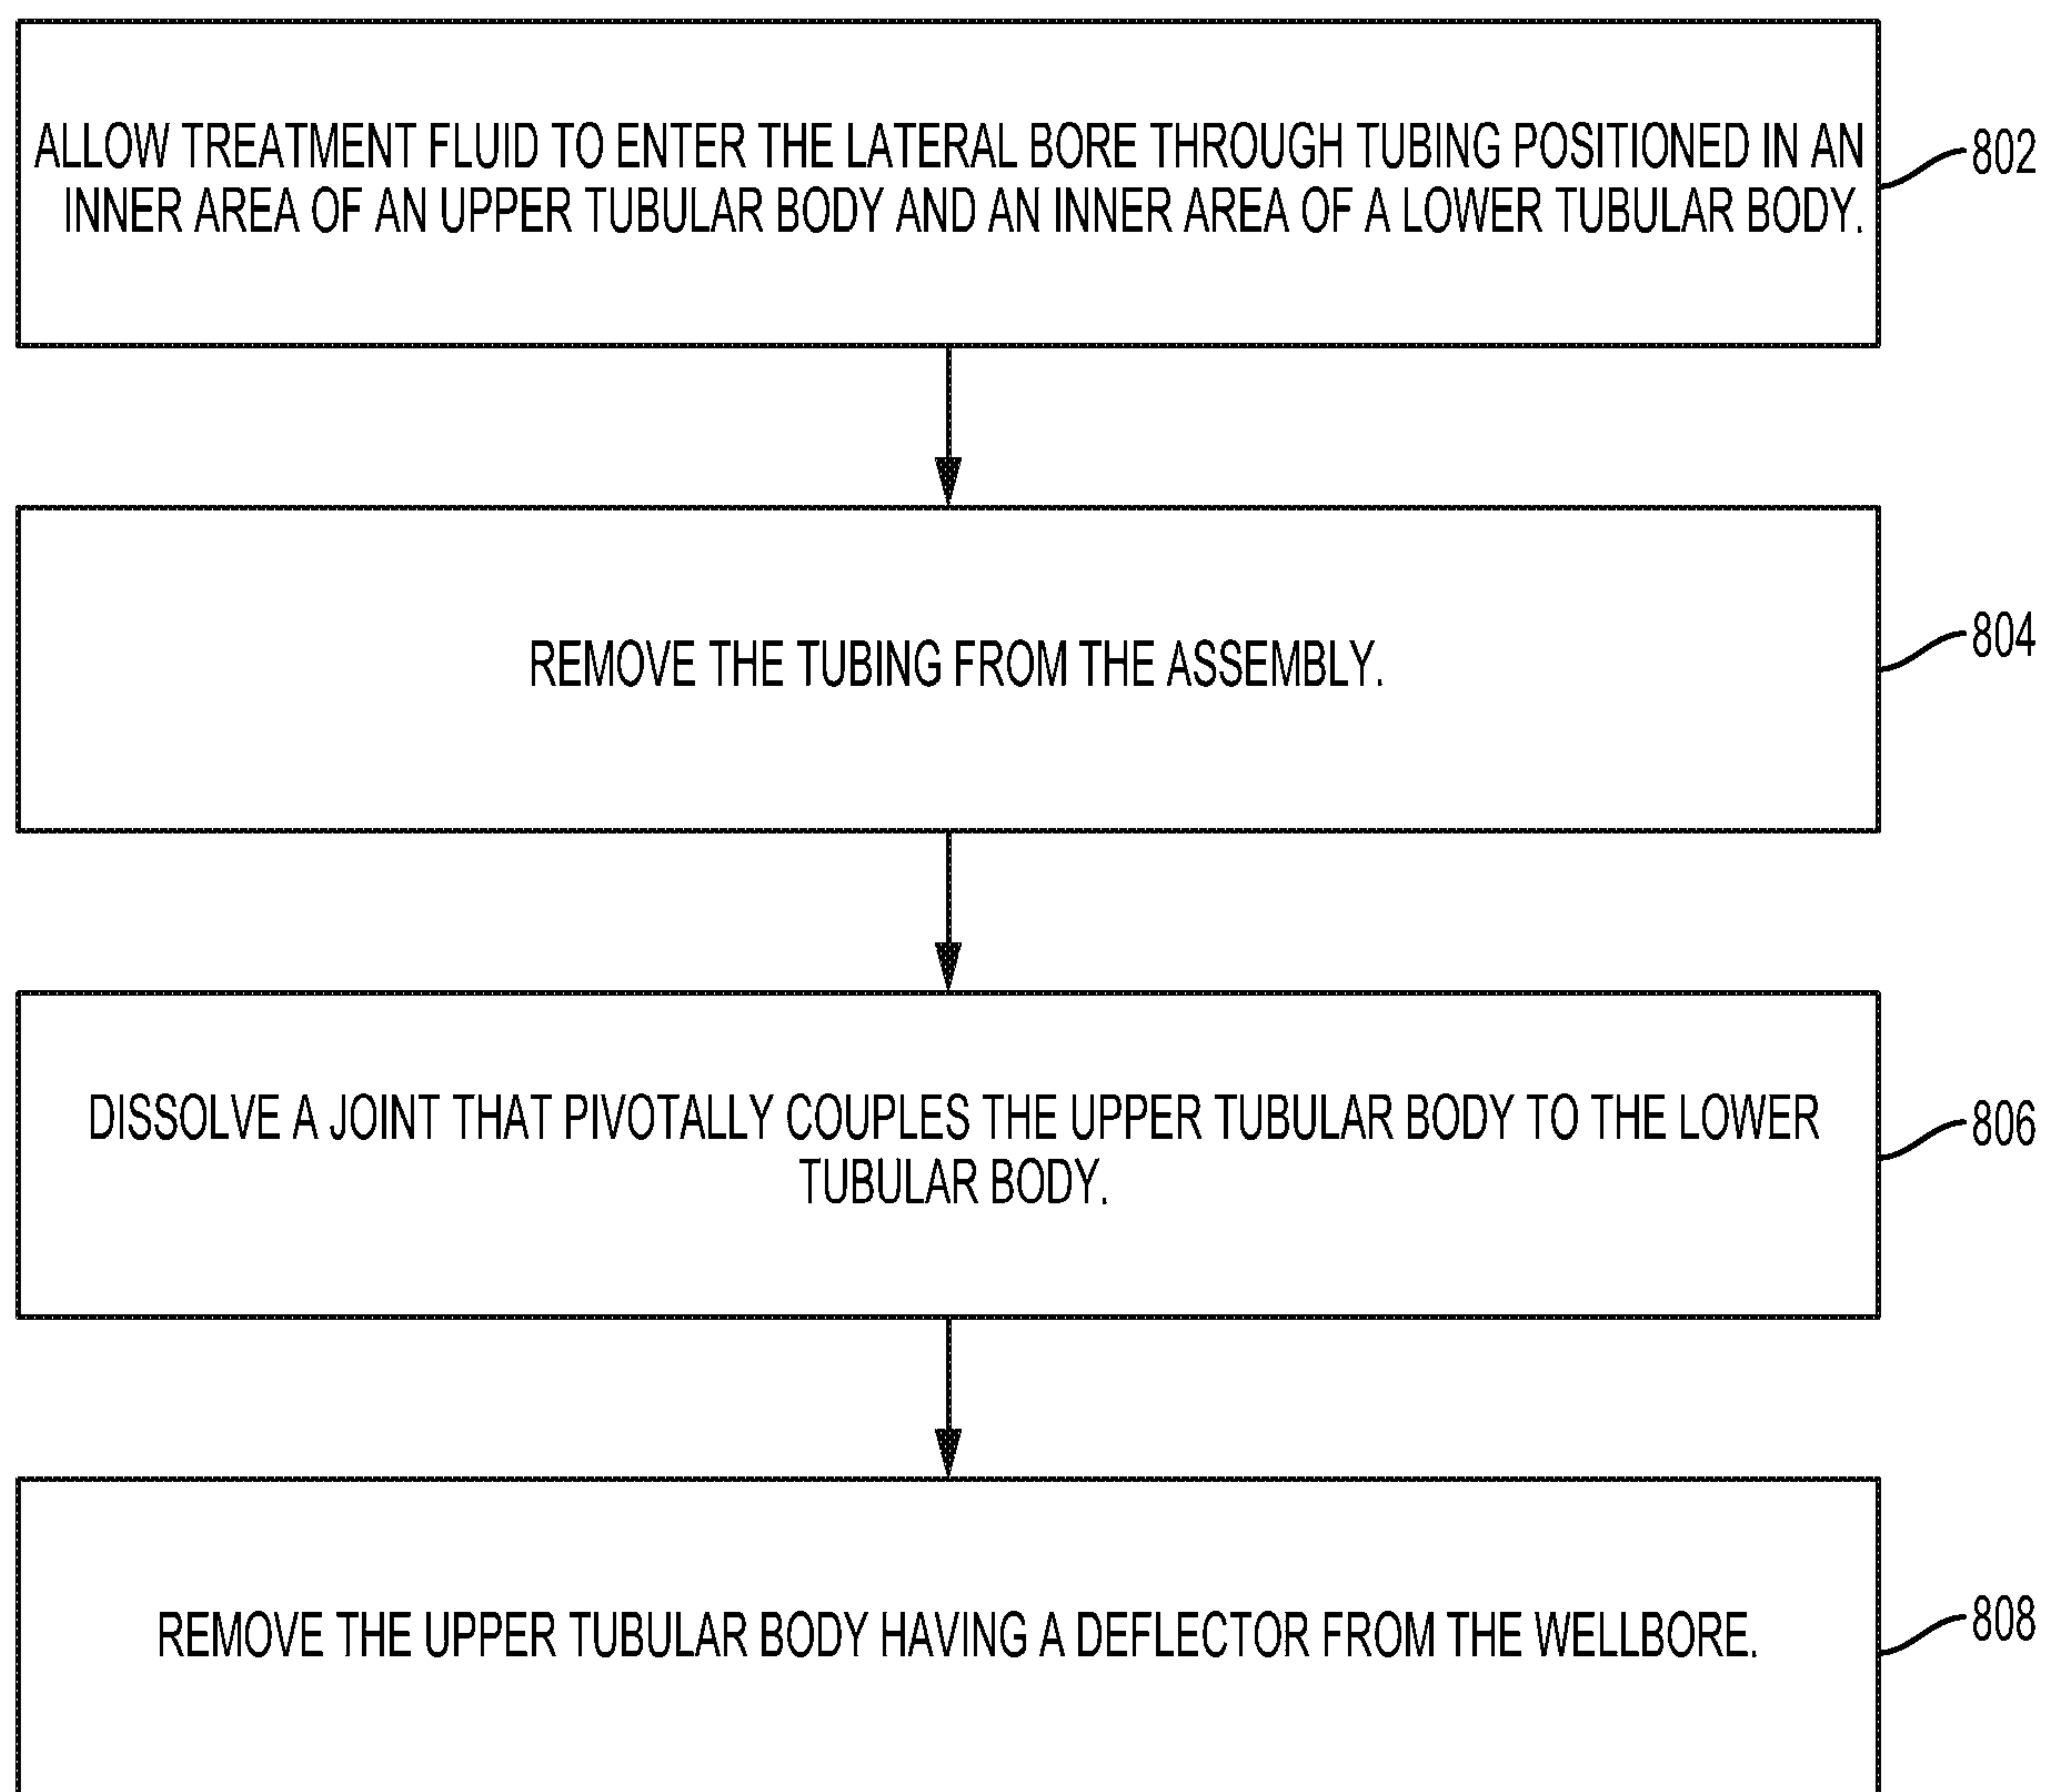 ALLOW TREATMENT FLUID TO ENTER THE LATERAL BORE THROUGH TUBING POSITIONED IN AN
INNER AREA OF AN UPPER TUBULAR BODY AND AN INNER AREA OF A LOWER TUBULAR BODY.
802
REMOVE THE TUBING FROM THE ASSEMBLY.
804
DISSOLVE A JOINT THAT PIVOTALLY COUPLES THE UPPER TUBULAR BODY TO THE LOWER
TUBULAR BODY.
806
REMOVE THE UPPER TUBULAR BODY HAVING A DEFLECTOR FROM THE WELLBORE.
808